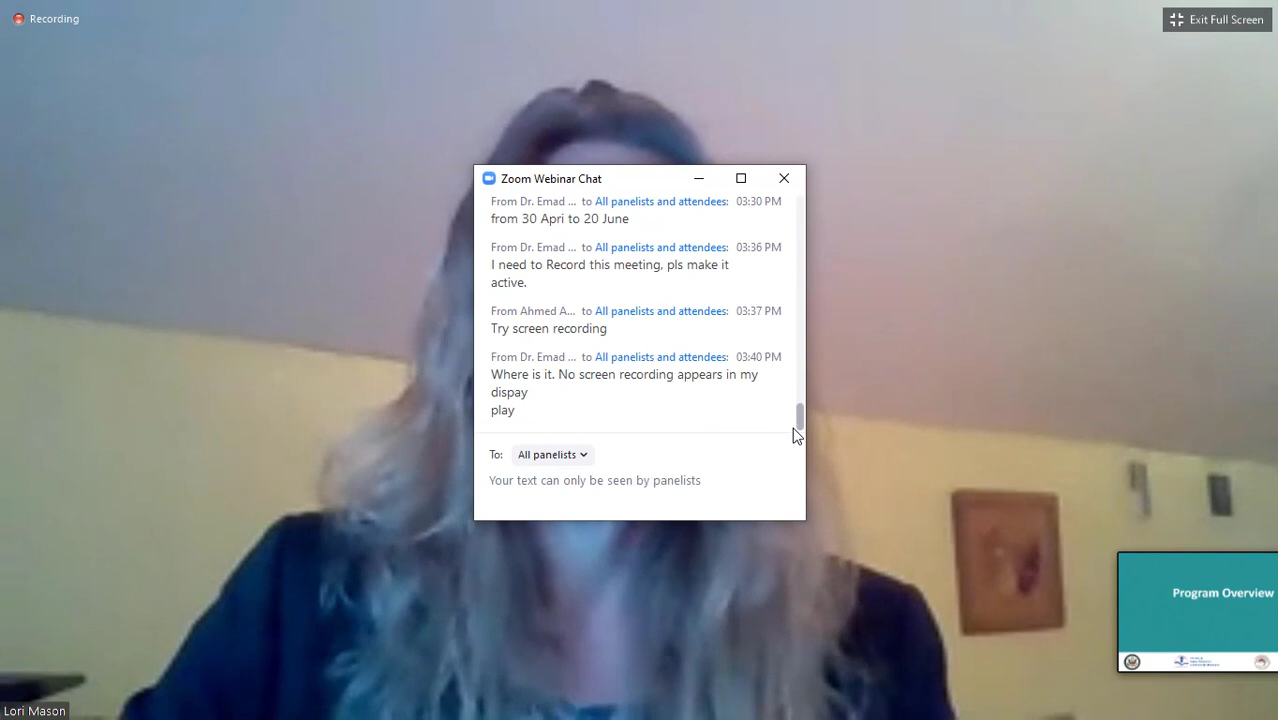 Recording
Exit Full Screen
Zoom Webinar Chat
From Dr. Emad ... to All panelists and attendees: 03:30 PM
from 30 Apri to 20 June
From Dr. Emad ... to All panelists and attendees: 03:36 PM
I need to Record this meeting, pls make it
active.
From Ahmed A... to All panelists and attendees: 03:37 PM
Try screen recording
From Dr. Emad ... to All panelists and attendees: 03:40 PM
Where is it. No screen recording appears in my
dispay
play
To: All panelists
Your text can only be seen by panelists
Program Overview
Lori Mason